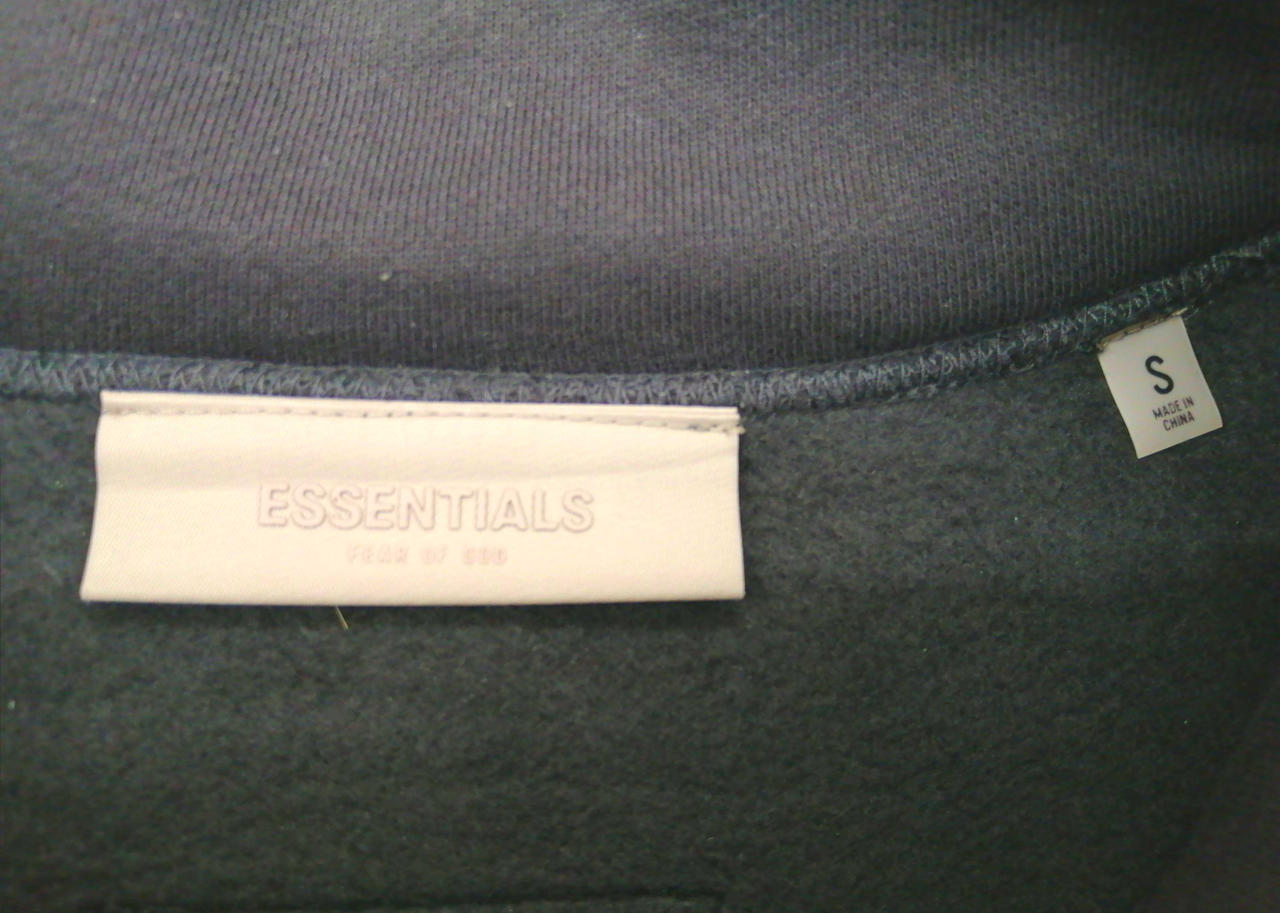 ESSENTIALS
FEAR OF GOD
S
MADE IN
CHINA